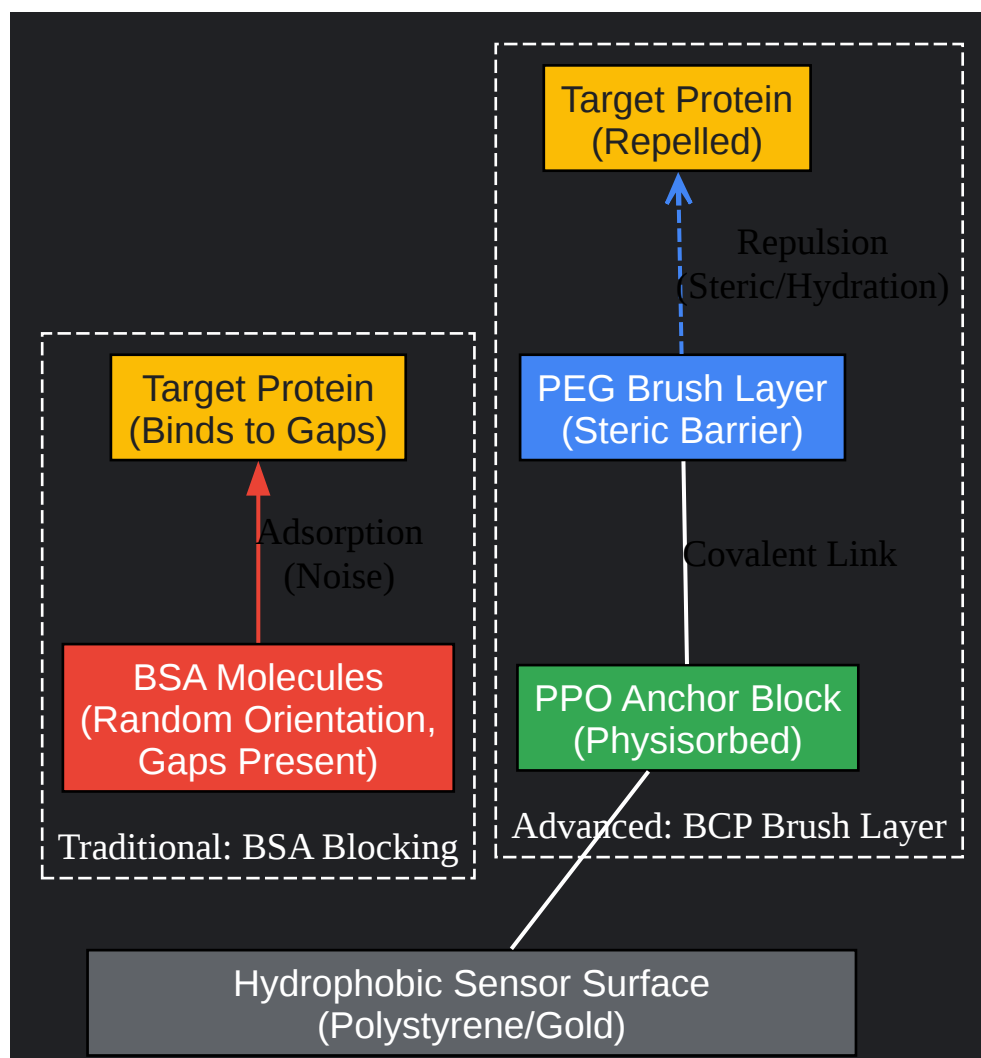 Target Protein
(Repelled)
Repulsion
(Steric/Hydration)
Target Protein
(Binds to Gaps)
PEG Brush Layer
(Steric Barrier)
Adsorption
(Noise)
Covalent Link
BSA Molecules
(Random Orientation,
Gaps Present)
PPO Anchor Block
(Physisorbed)
Traditional: BSA Blocking
Advanced: BCP Brush Layer
Hydrophobic Sensor Surface
(Polystyrene/Gold)